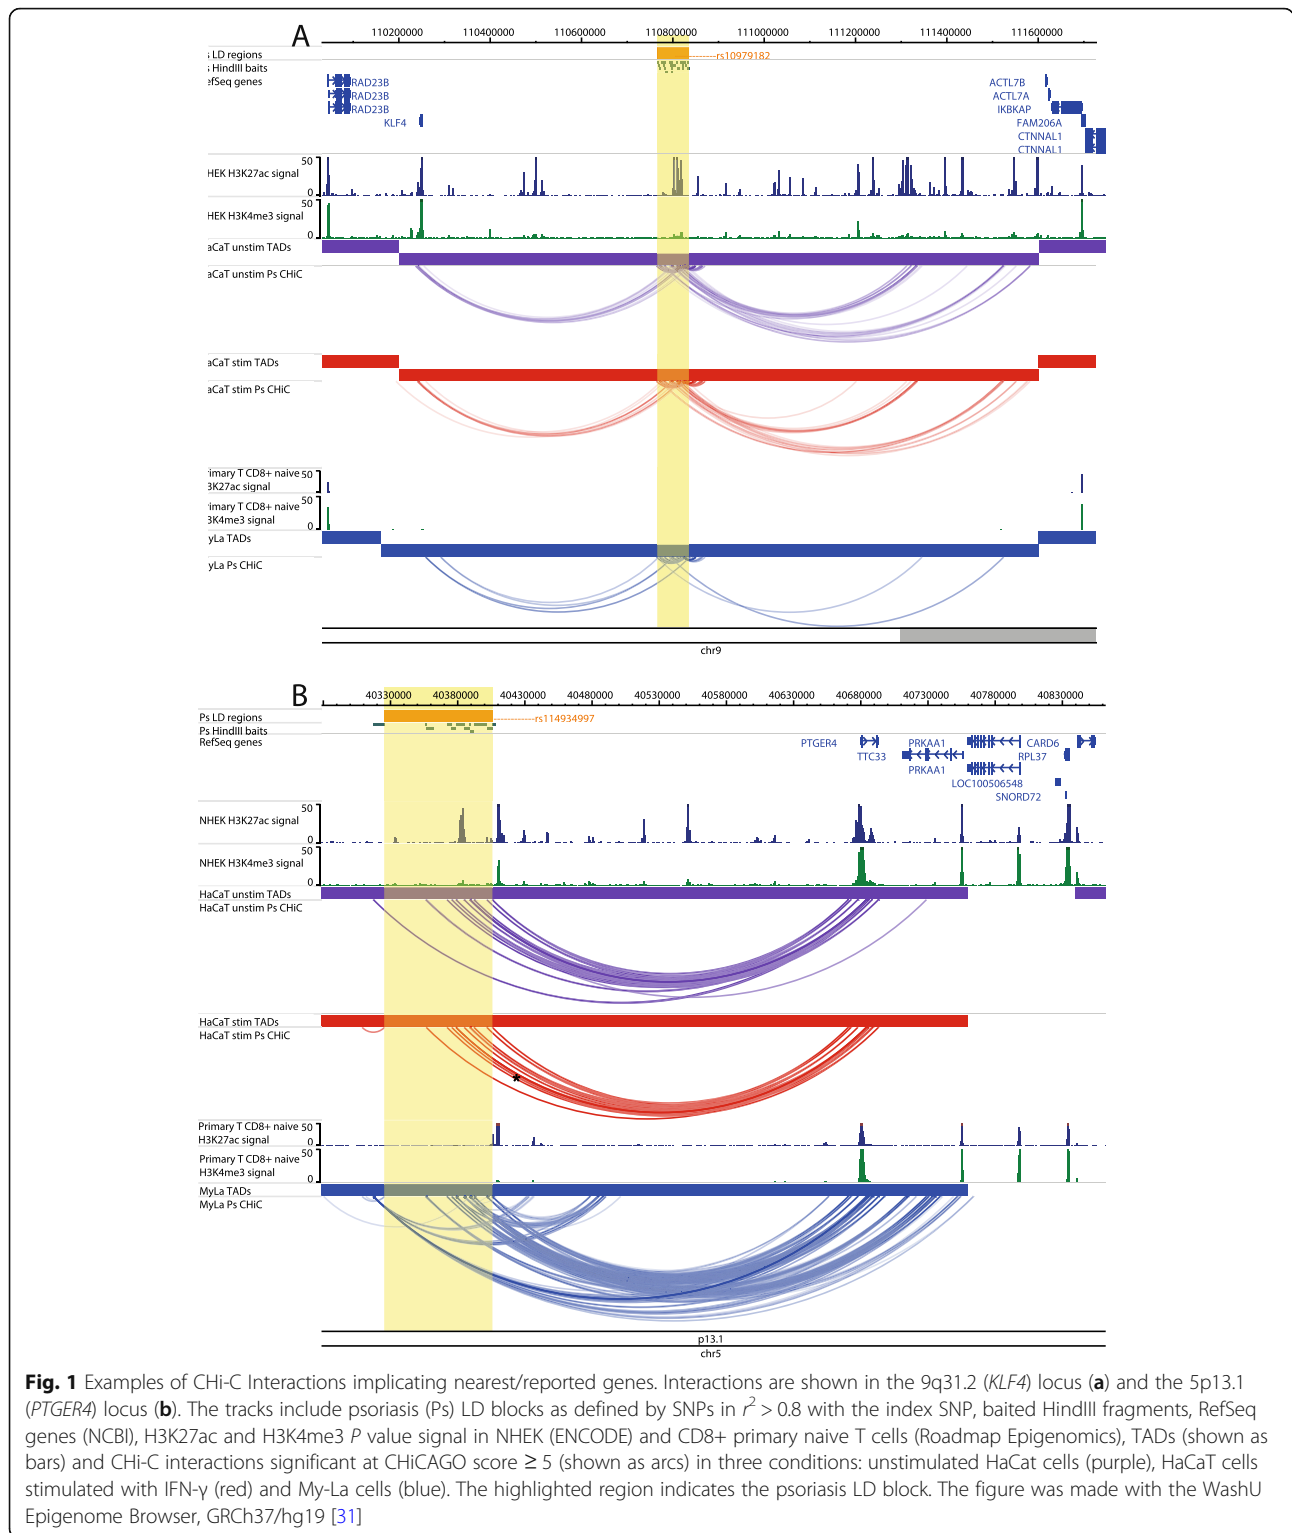 A
110200000 110400000 110600000 110800000 111000000 111200000 111400000 111600000
s LD regions
rs10979182
s HindIII baits
efSeq genes
RAD23B
RAD23B
RAD23B
KLF4
ACTL7B
ACTL7A
IKBKAP
FAM206A
CTNNAL1
CTNNAL1
50
HEK H3K27ac signal
0
50
HEK H3K4me3 signal
0
aCaT unstim TADs
aCaT unstim Ps CHiC
aCaT stim TADs
aCaT stim Ps CHiC
imary T CD8+ naive 50
3K27ac signal
0
imary T CD8+ naive 50
3K4me3 signal
0
yLa TADs
yLa Ps CHiC
chr9
B
40330000 40380000 40430000 40480000 40530000 40580000 40630000 40680000 40730000 40780000 40830000
Ps LD regions
rs114934997
Ps HindIII baits
RefSeq genes
PTGER4 PRKAA1 CARD6
TTC33 RPL37
PRKAA1
LOC100506548
SNORD72
50
NHEK H3K27ac signal
0
50
NHEK H3K4me3 signal
0
HaCaT unstim TADs
HaCaT unstim Ps CHiC
HaCaT stim TADs
HaCaT stim Ps CHiC
*
Primary T CD8+ naive 50
H3K27ac signal
0
Primary T CD8+ naive 50
H3K4me3 signal
0
MyLa TADs
MyLa Ps CHiC
p13.1
chr5
Fig. 1 Examples of CHi-C Interactions implicating nearest/reported genes. Interactions are shown in the 9q31.2 (KLF4) locus (a) and the 5p13.1
(PTGER4) locus (b). The tracks include psoriasis (Ps) LD blocks as defined by SNPs in r² > 0.8 with the index SNP, baited HindIII fragments, RefSeq
genes (NCBI), H3K27ac and H3K4me3 P value signal in NHEK (ENCODE) and CD8+ primary naive T cells (Roadmap Epigenomics), TADs (shown as
bars) and CHi-C interactions significant at CHiCAGO score ≥ 5 (shown as arcs) in three conditions: unstimulated HaCat cells (purple), HaCaT cells
stimulated with IFN-γ (red) and My-La cells (blue). The highlighted region indicates the psoriasis LD block. The figure was made with the WashU
Epigenome Browser, GRCh37/hg19 [31]